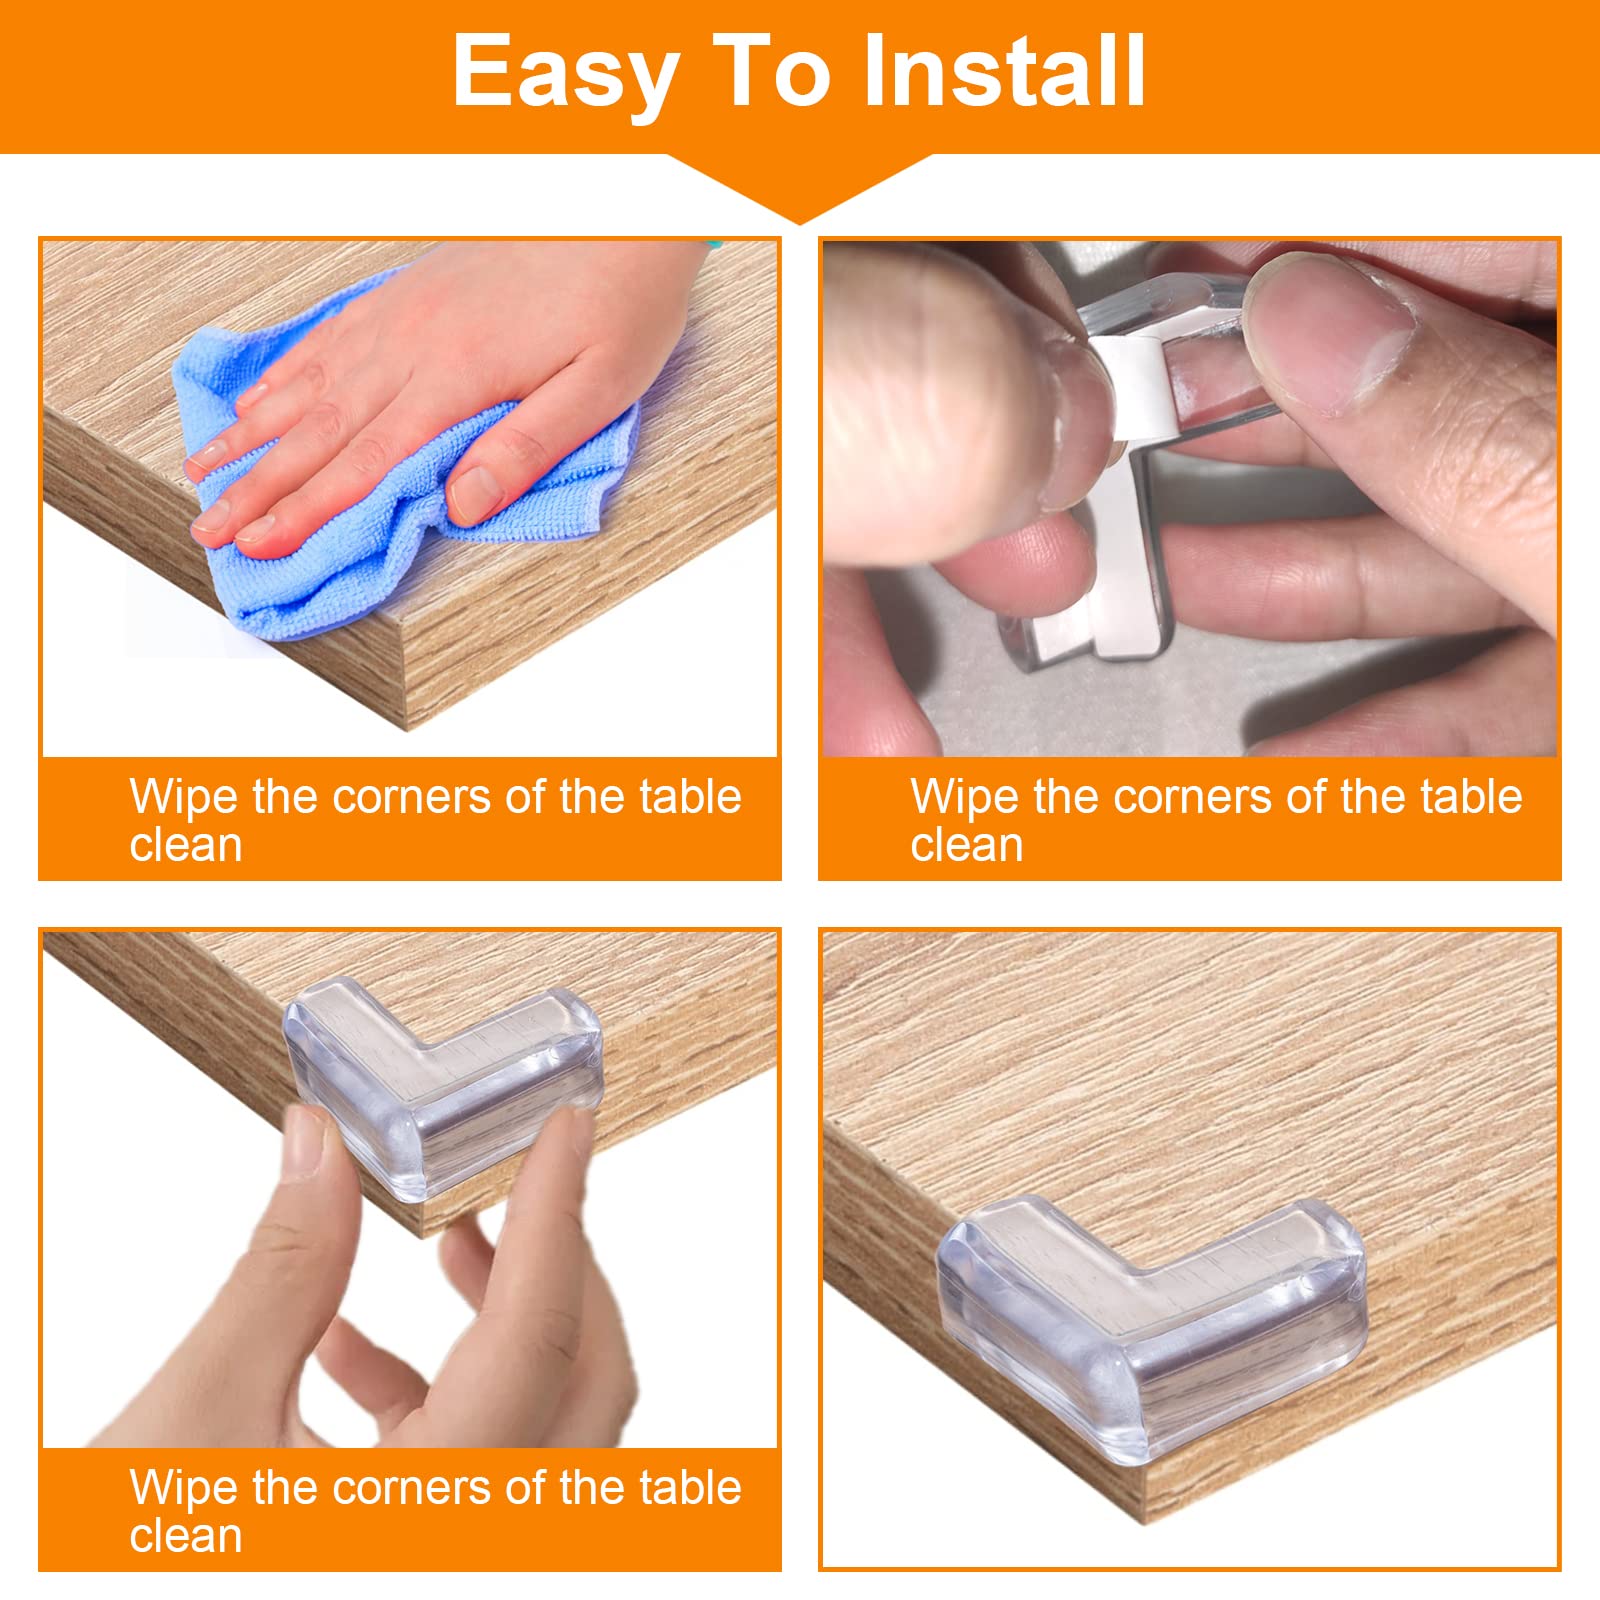 Easy To Install
Wipe the corners of the table
clean
Wipe the corners of the table
clean
Wipe the corners of the table
clean